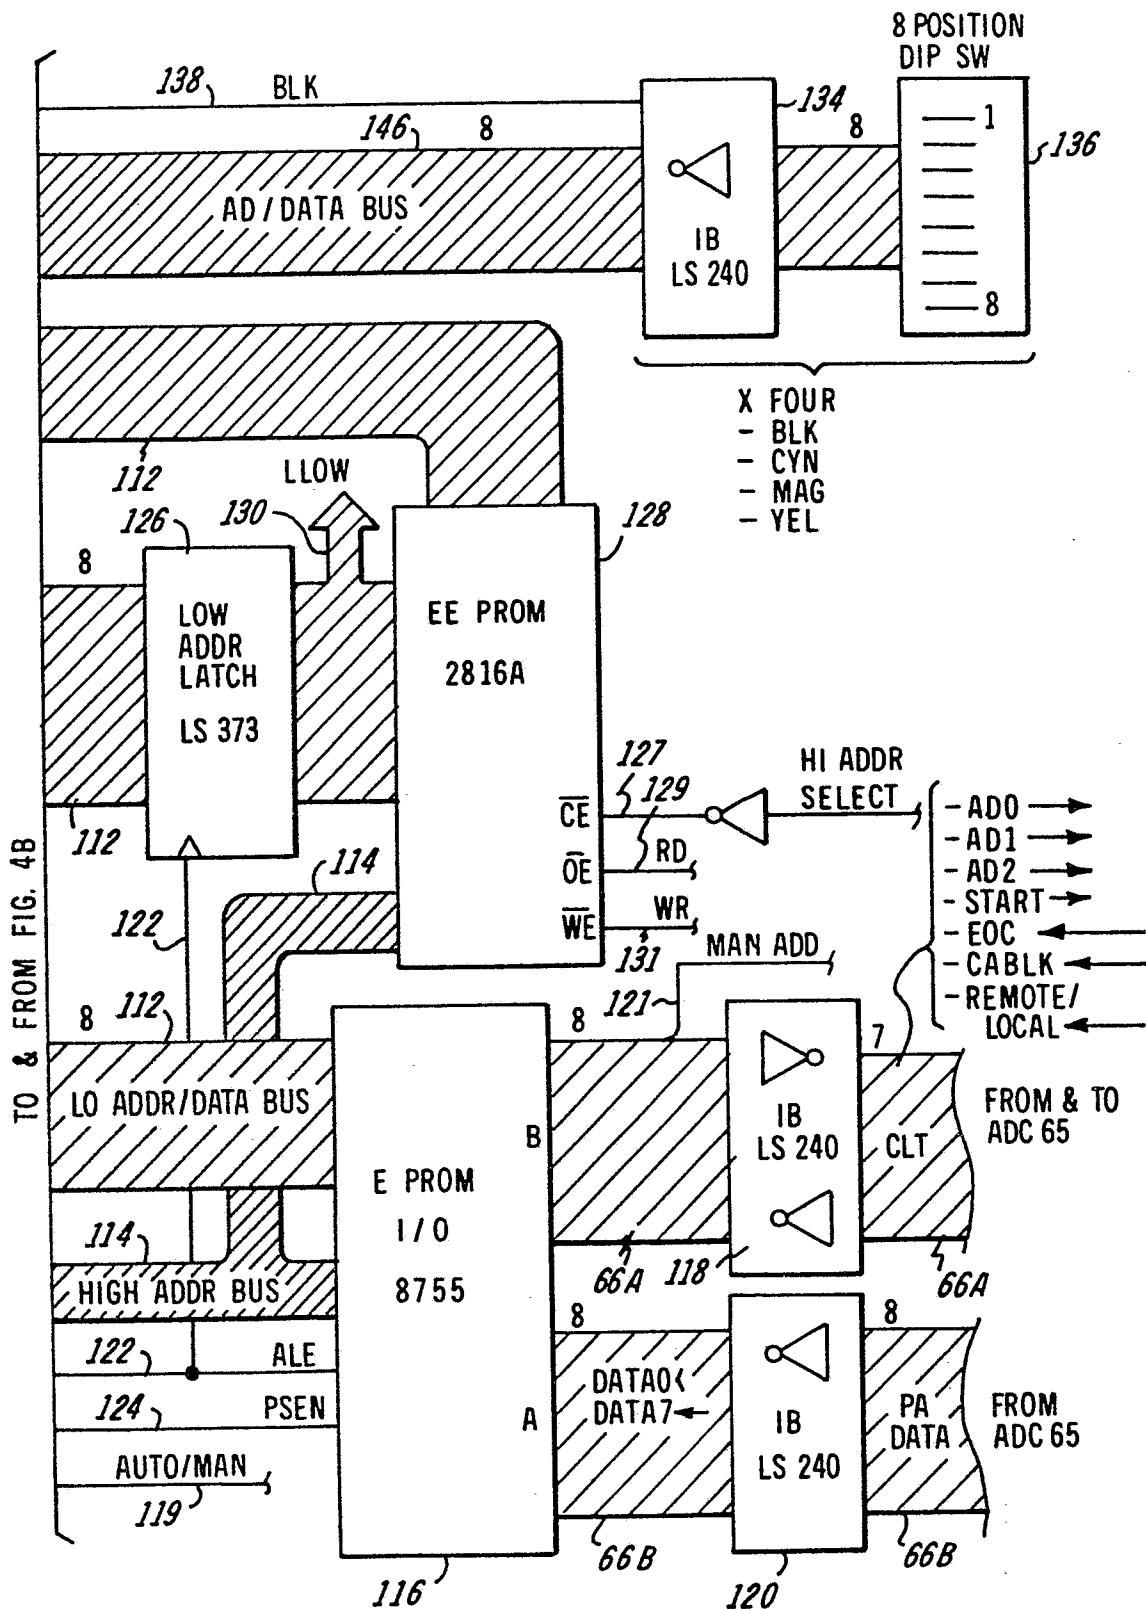 8 POSITION
DIP SW
138
BLK
134
146
8
8
1
136
AD/DATA BUS
IB
LS 240
8
X FOUR
- BLK
- CYN
- MAG
- YEL
112
LLOW
126
130
128
8
LOW
ADDR
LATCH
LS 373
EE PROM
2816A
127
HI ADDR
SELECT
129
CE
OE
RD
WE
WR
131
112
114
122
MAN ADD
121
- AD0
- AD1
- AD2
- START
- EOC
- CABLK
- REMOTE/
LOCAL
TO & FROM FIG. 4B
8
112
8
7
LO ADDR/DATA BUS
B
IB
LS 240
CLT
FROM & TO
ADC 65
E PROM
I/O
8755
114
66A
118
66A
HIGH ADDR BUS
8
8
122
ALE
DATA0
DATA7
A
IB
LS 240
PA
DATA
FROM
ADC 65
124
PSEN
AUTO/MAN
119
116
66B
120
66B